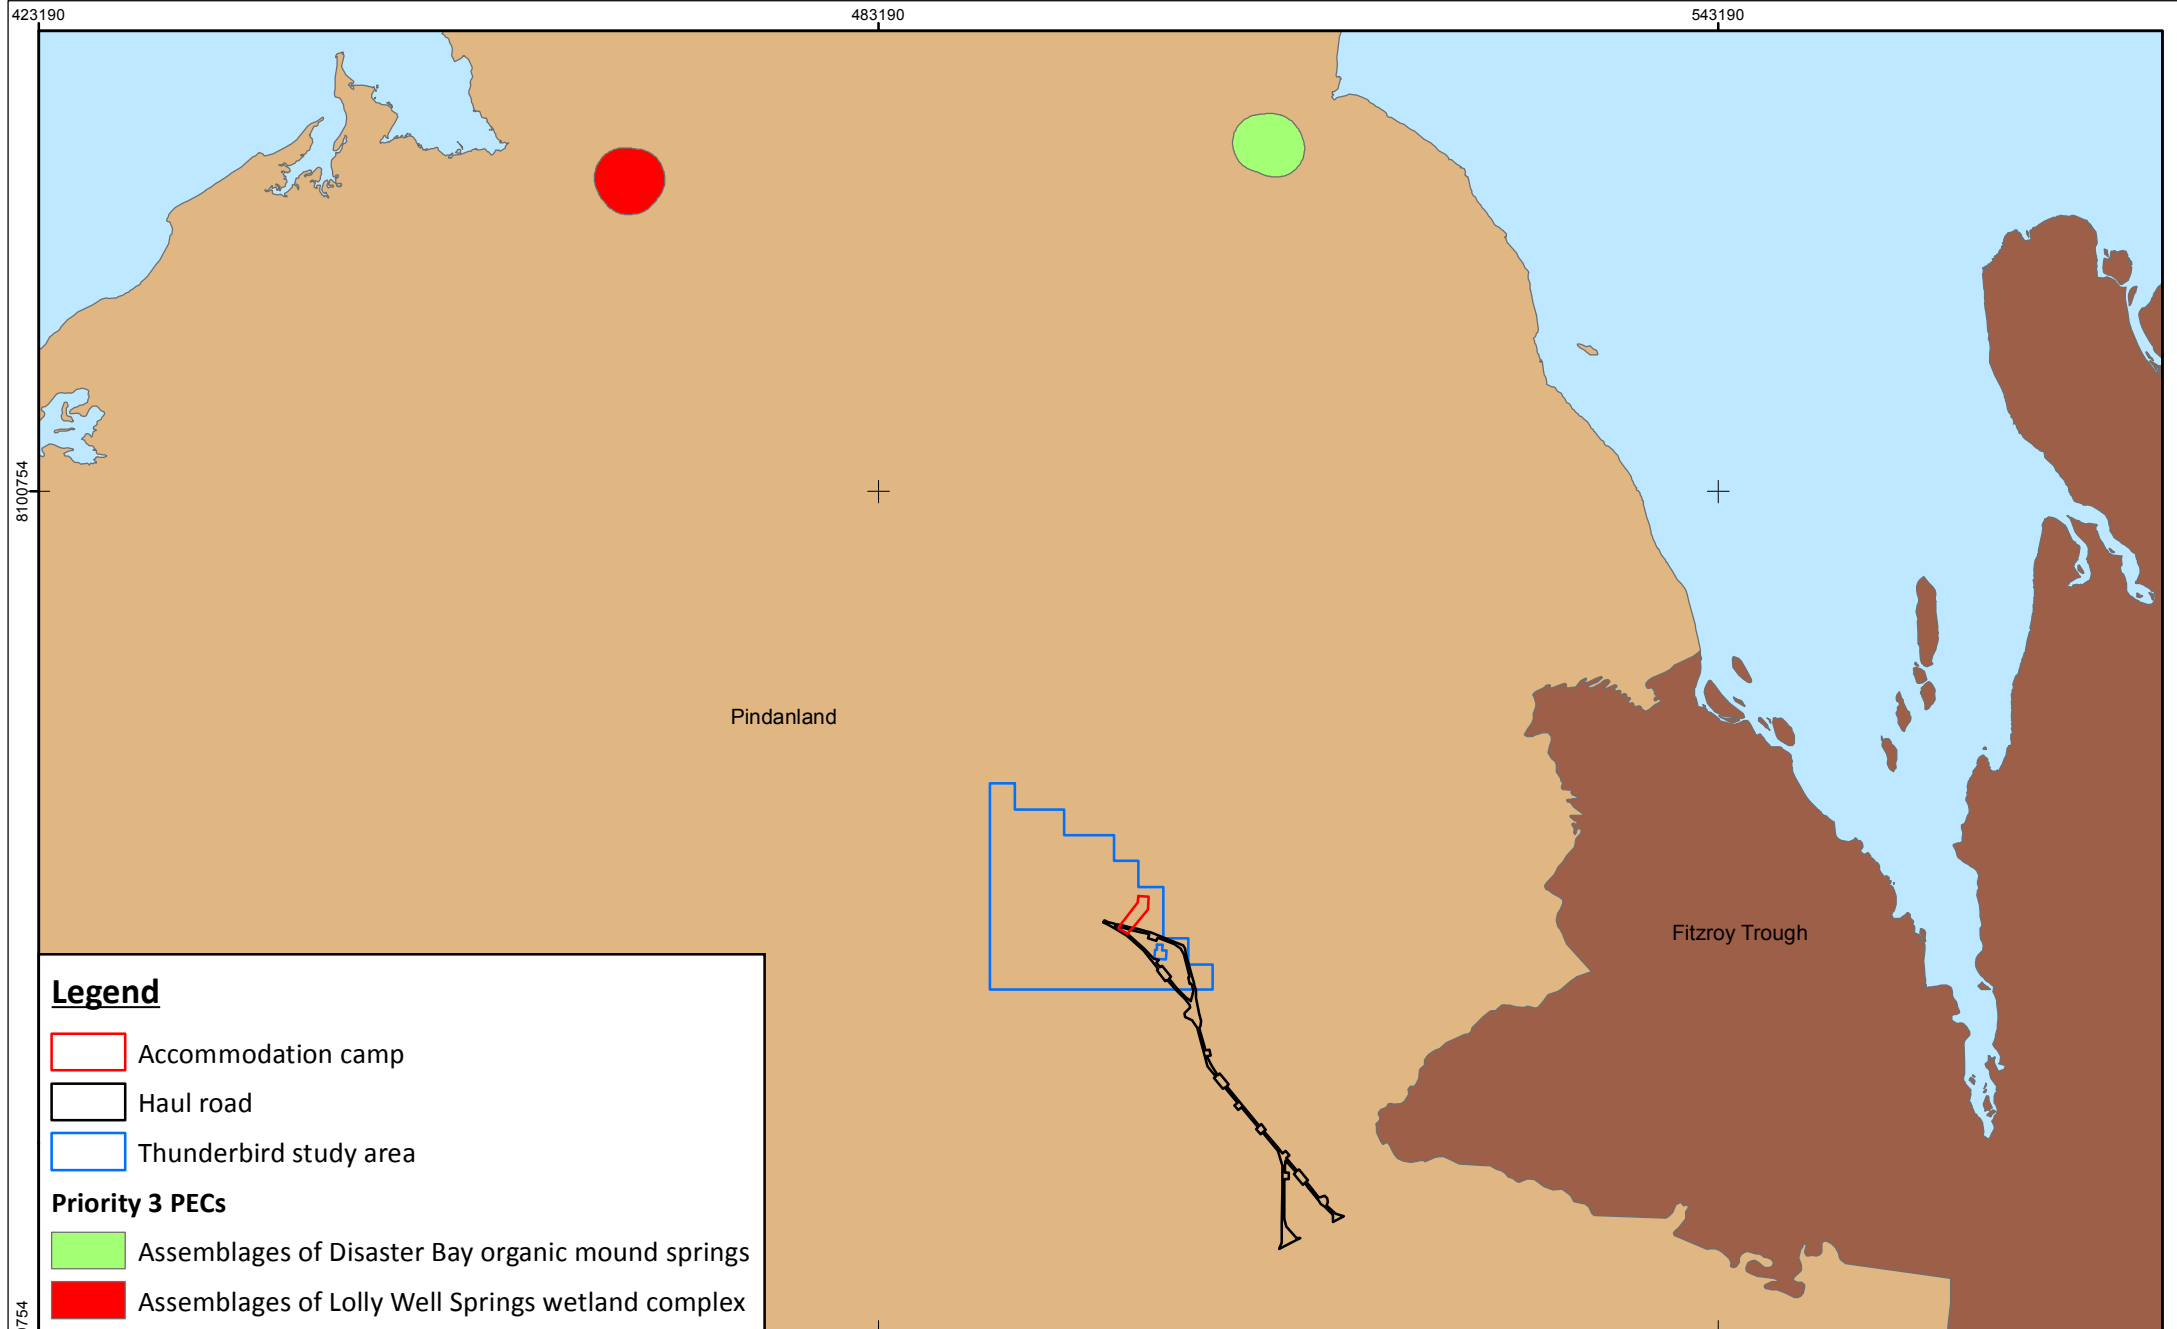 423190
483190
543190
8100754
Pindanland
Fitzroy Trough
Legend
Accommodation camp
Haul road
Thunderbird study area
Priority 3 PECs
Assemblages of Disaster Bay organic mound springs
Assemblages of Lolly Well Springs wetland complex